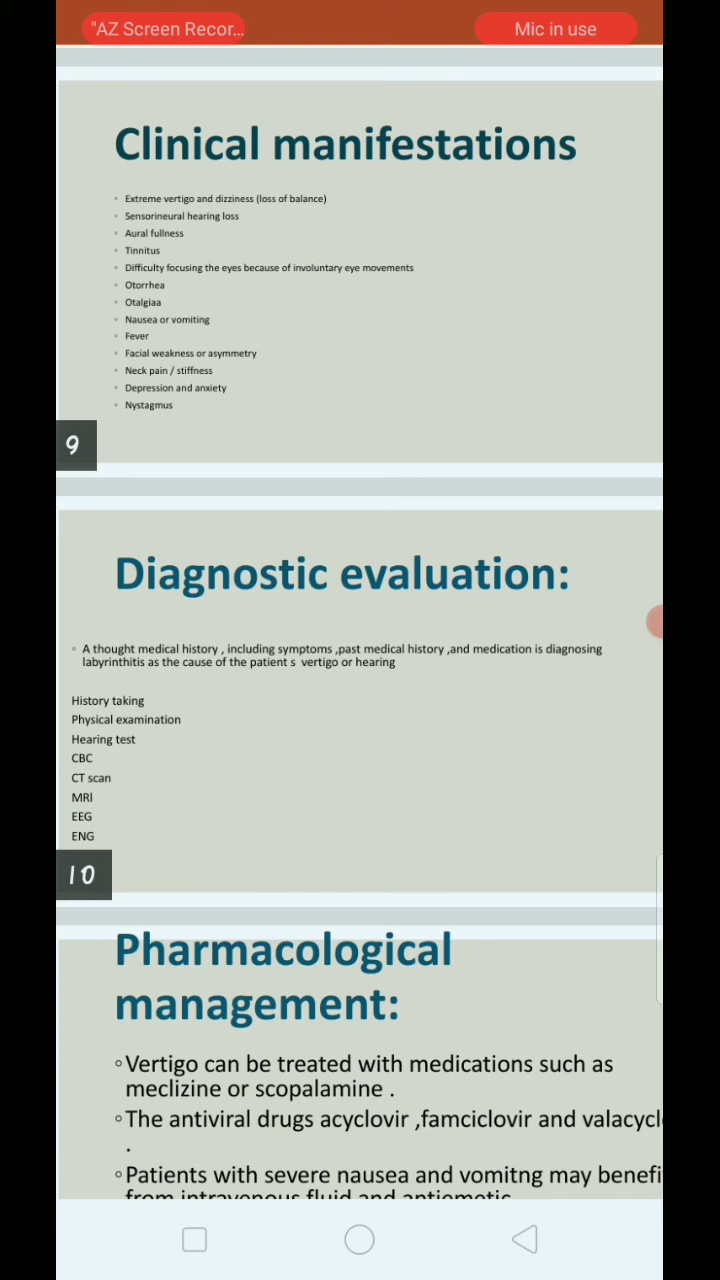 "AZ Screen Recor...
Mic in use
Clinical manifestations
Extreme vertigo and dizziness (loss of balance)
Sensorineural hearing loss
Aural fullness
Tinnitus
Difficulty focusing the eyes because of involuntary eye movements
Otorrhea
Otalgiaa
Nausea or vomiting
Fever
Facial weakness or asymmetry
Neck pain / stiffness
Depression and anxiety
Nystagmus
9
Diagnostic evaluation:
A thought medical history , including symptoms ,past medical history ,and medication is diagnosing
labyrinthitis as the cause of the patient s vertigo or hearing
History taking
Physical examination
Hearing test
CBC
CT scan
MRI
EEG
ENG
10
Pharmacological
management:
Vertigo can be treated with medications such as
meclizine or scopalamine .
The antiviral drugs acyclovir ,famciclovir and valacycl
.
Patients with severe nausea and vomitng may benefi
from intravenous fluid and antiemetic